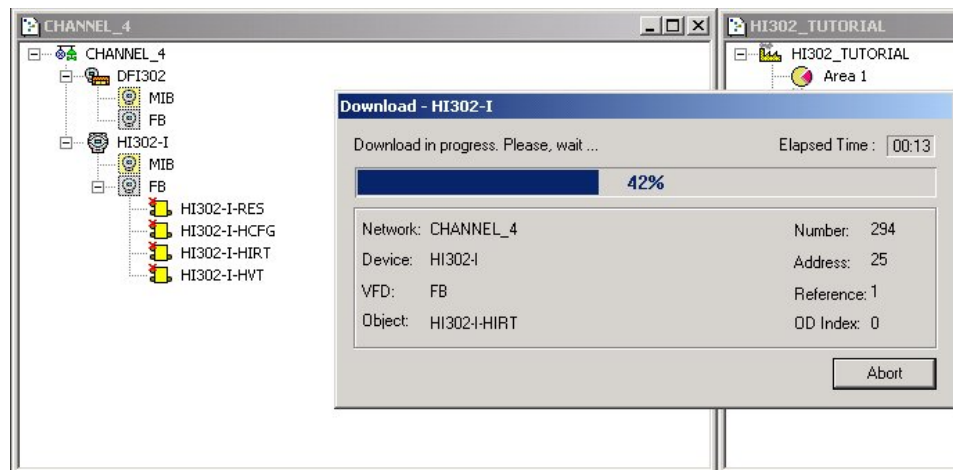 CHANNEL_4
CHANNEL_4
DFI302
MIB
FB
HI302-I
MIB
FB
HI302-I-RES
HI302-I-HCFG
HI302-I-HIRT
HI302-I-HVT
HI302_TUTORIAL
HI302_TUTORIAL
Area 1
Download - HI302-I
Download in progress. Please, wait ...
Elapsed Time : 00:13
42%
Network: CHANNEL_4
Number: 294
Device: HI302-I
Address: 25
VFD: FB
Reference: 1
Object: HI302-I-HIRT
OD Index: 0
Abort